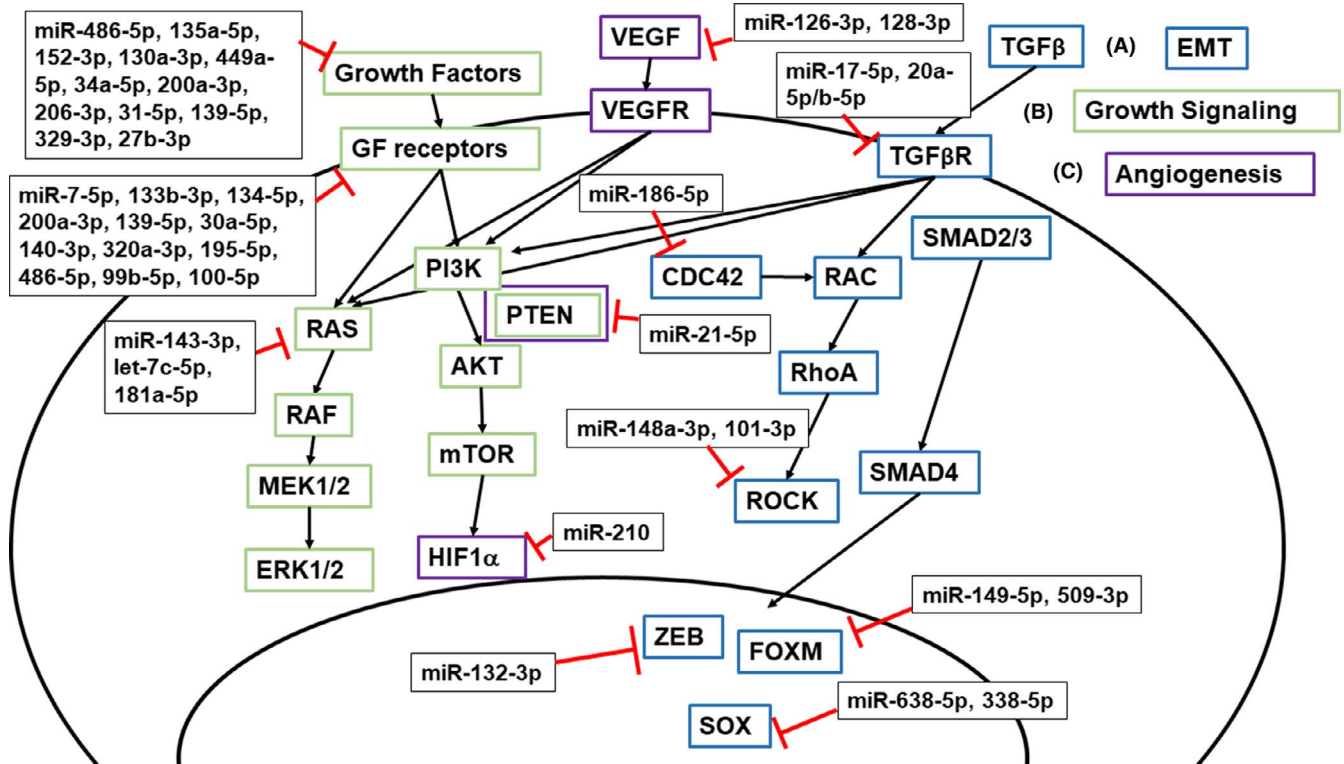 miR-486-5p, 135a-5p,
152-3p, 130a-3p, 449a-
5p, 34a-5p, 200a-3p,
206-3p, 31-5p, 139-5p,
329-3p, 27b-3p
Growth Factors
VEGF
miR-126-3p, 128-3p
TGFβ
(A)
EMT
miR-17-5p, 20a-
5p/b-5p
(B)
Growth Signaling
VEGFR
GF receptors
TGFβR
(C)
Angiogenesis
miR-7-5p, 133b-3p, 134-5p,
200a-3p, 139-5p, 30a-5p,
140-3p, 320a-3p, 195-5p,
486-5p, 99b-5p, 100-5p
miR-186-5p
SMAD2/3
PI3K
CDC42
RAC
PTEN
miR-21-5p
RAS
miR-143-3p,
let-7c-5p,
181a-5p
AKT
RhoA
RAF
miR-148a-3p, 101-3p
mTOR
SMAD4
MEK1/2
ROCK
miR-210
HIF1α
ERK1/2
miR-149-5p, 509-3p
ZEB
FOXM
miR-132-3p
miR-638-5p, 338-5p
SOX